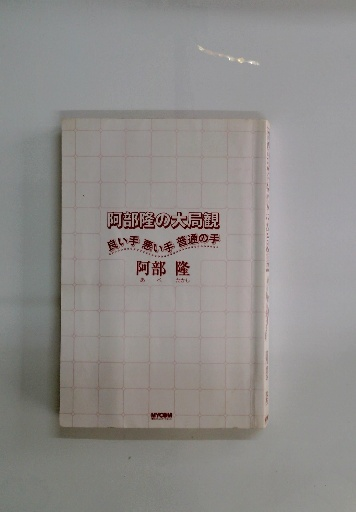 阿部隆の大局観
良い手 悪い手 普通の手
阿部 隆
あべ たかし
MYCOM